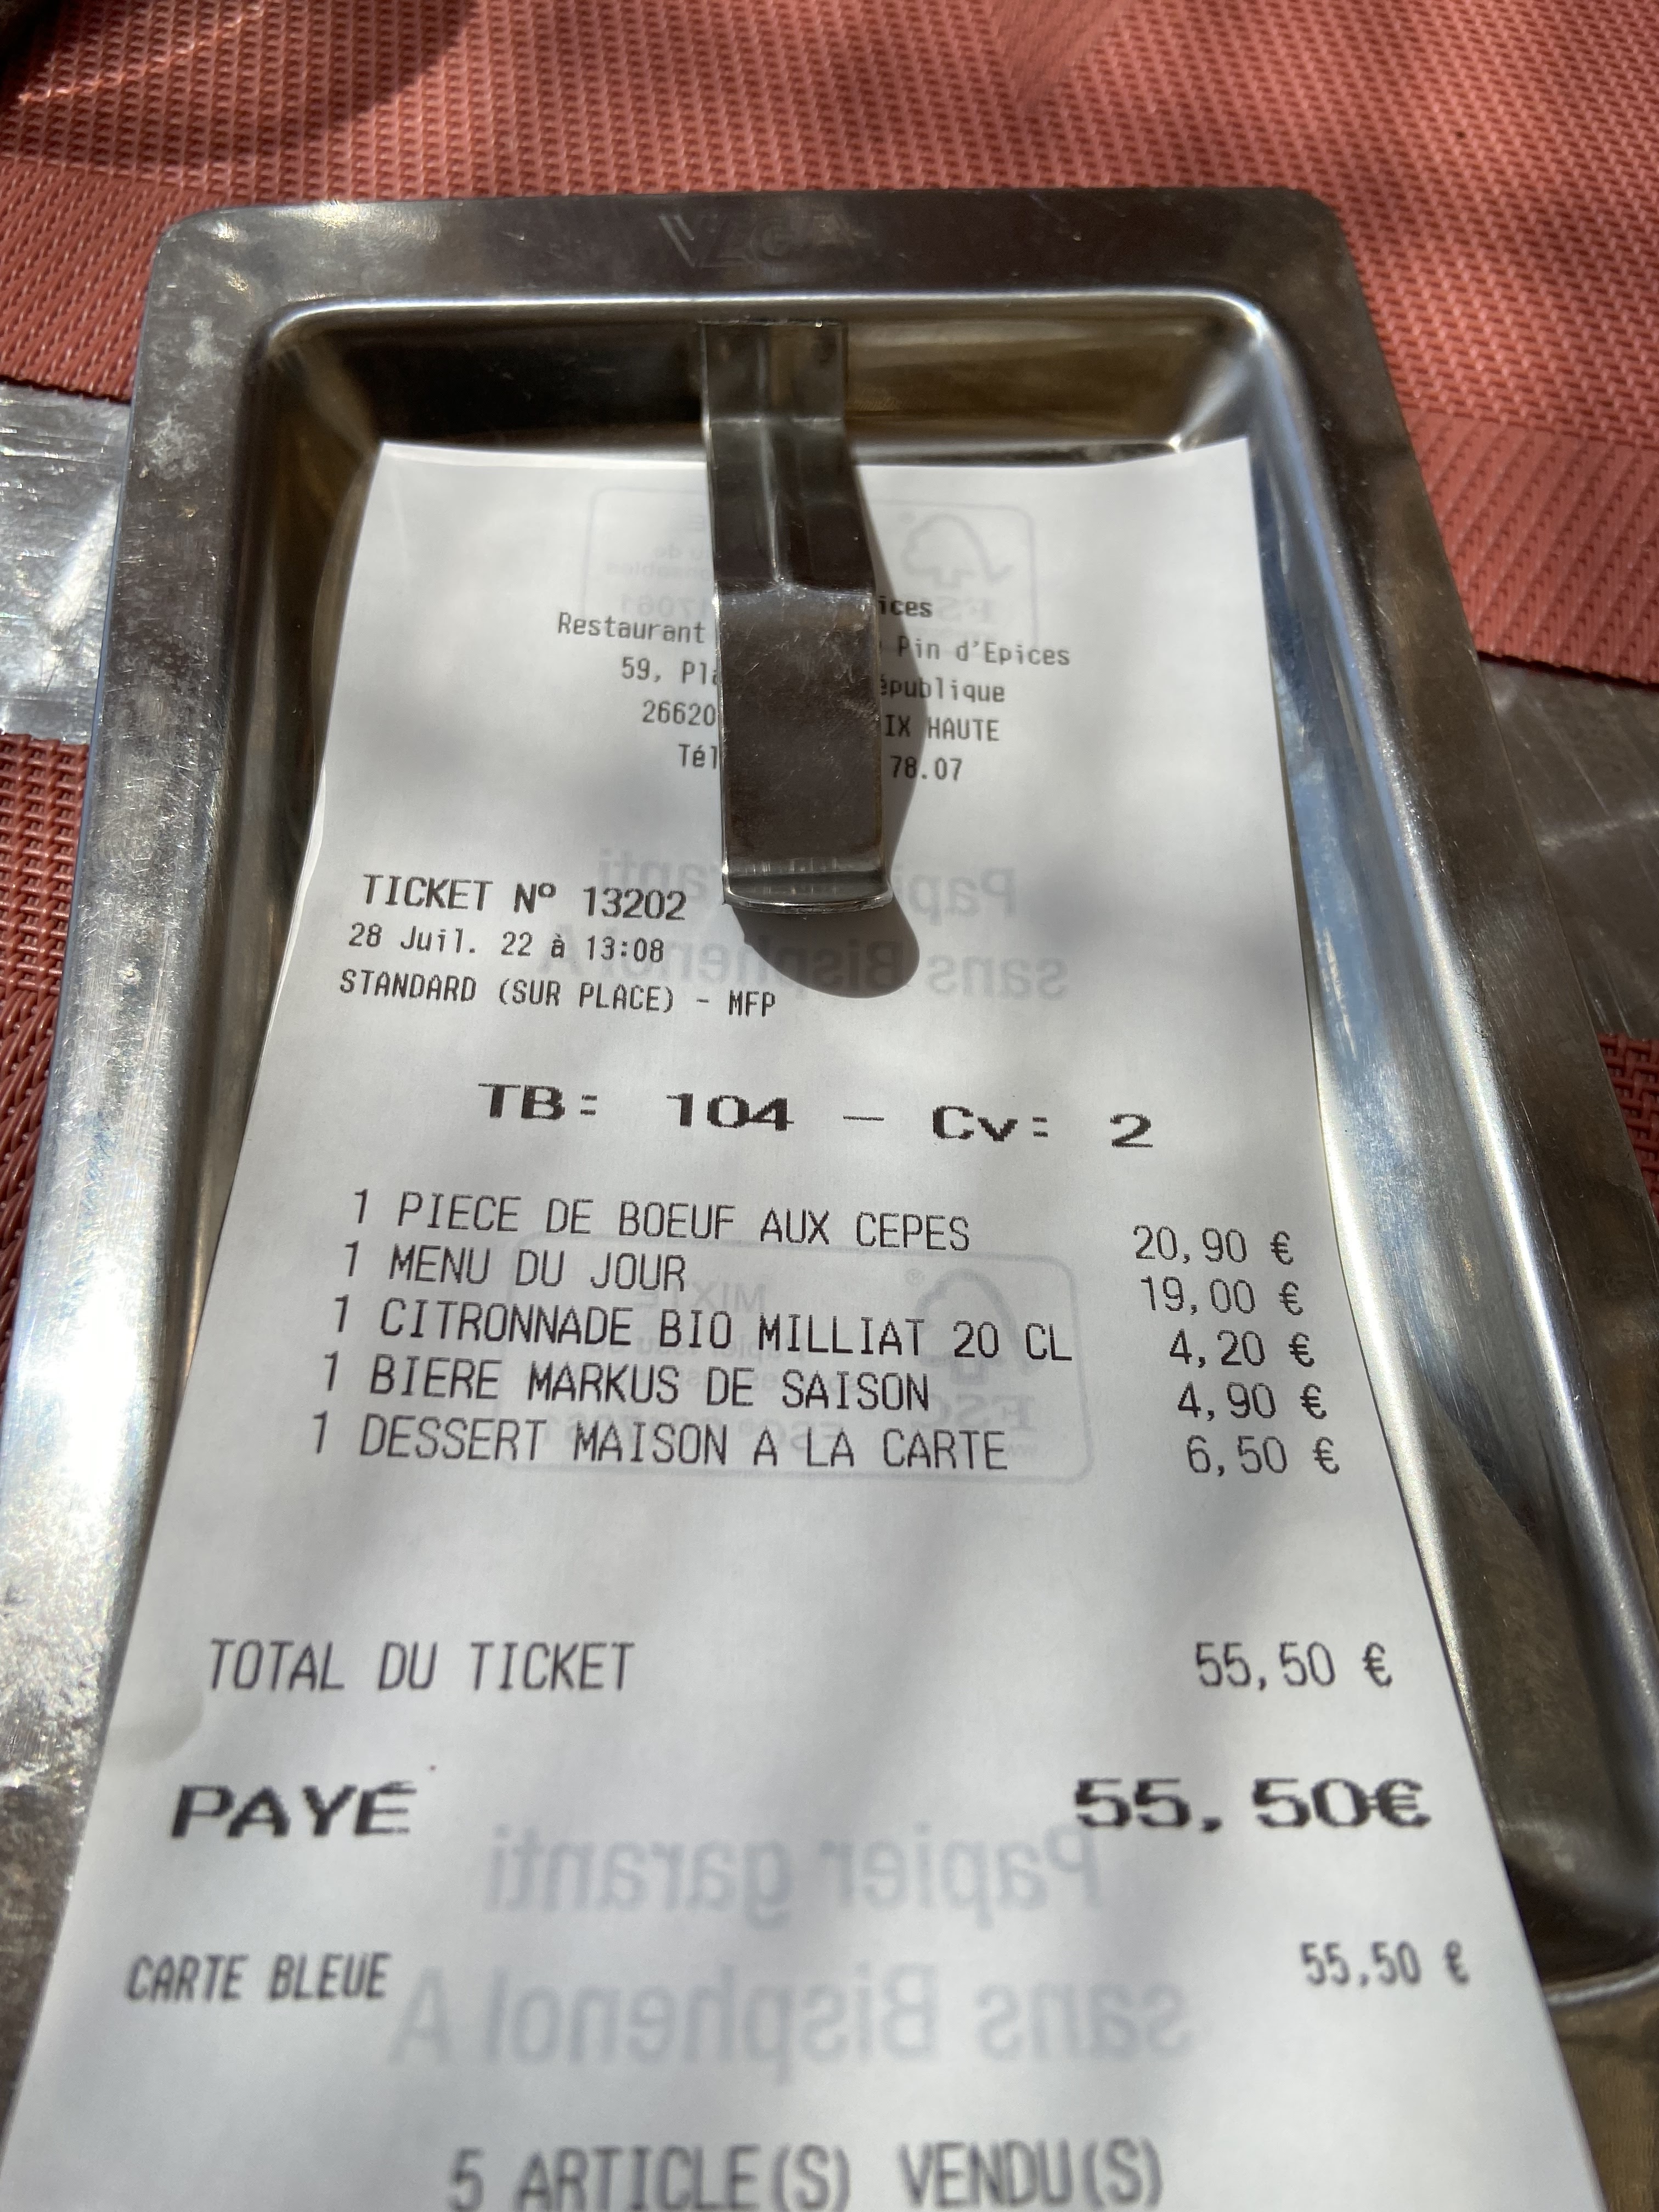 ices
Restaurant Pin d'Epices
59, Pl épublique
26620 IX HAUTE
Tél 78.07
TICKET Nº 13202
28 Juil. 22 à 13:08
STANDARD (SUR PLACE) - MFP
TB= 104 - Cv= 2
1 PIECE DE BOEUF AUX CEPES 20,90 €
1 MENU DU JOUR 19,00 €
1 CITRONNADE BIO MILLIAT 20 CL 4,20 €
1 BIERE MARKUS DE SAISON 4,90 €
1 DESSERT MAISON A LA CARTE 6,50 €
TOTAL DU TICKET 55,50 €
PAYÉ 55,50€
Papier garanti
sans Bisphenol A
CARTE BLEUE 55,50 €
5 ARTICLE(S) VENDU(S)